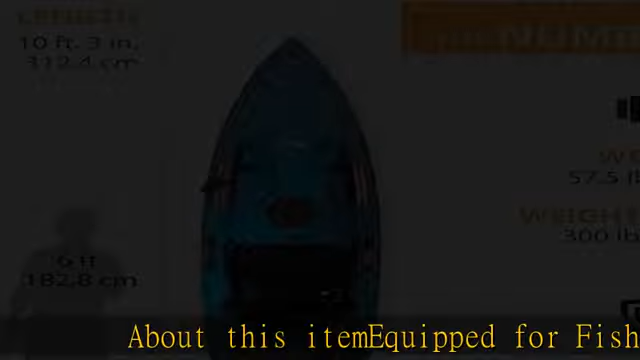 LENGTH
10 ft. 3 in.
312.4 cm
NUMB
57.5 lb
WEIGHT
300 lb
6 ft
182.8 cm
About this itemEquipped for Fish